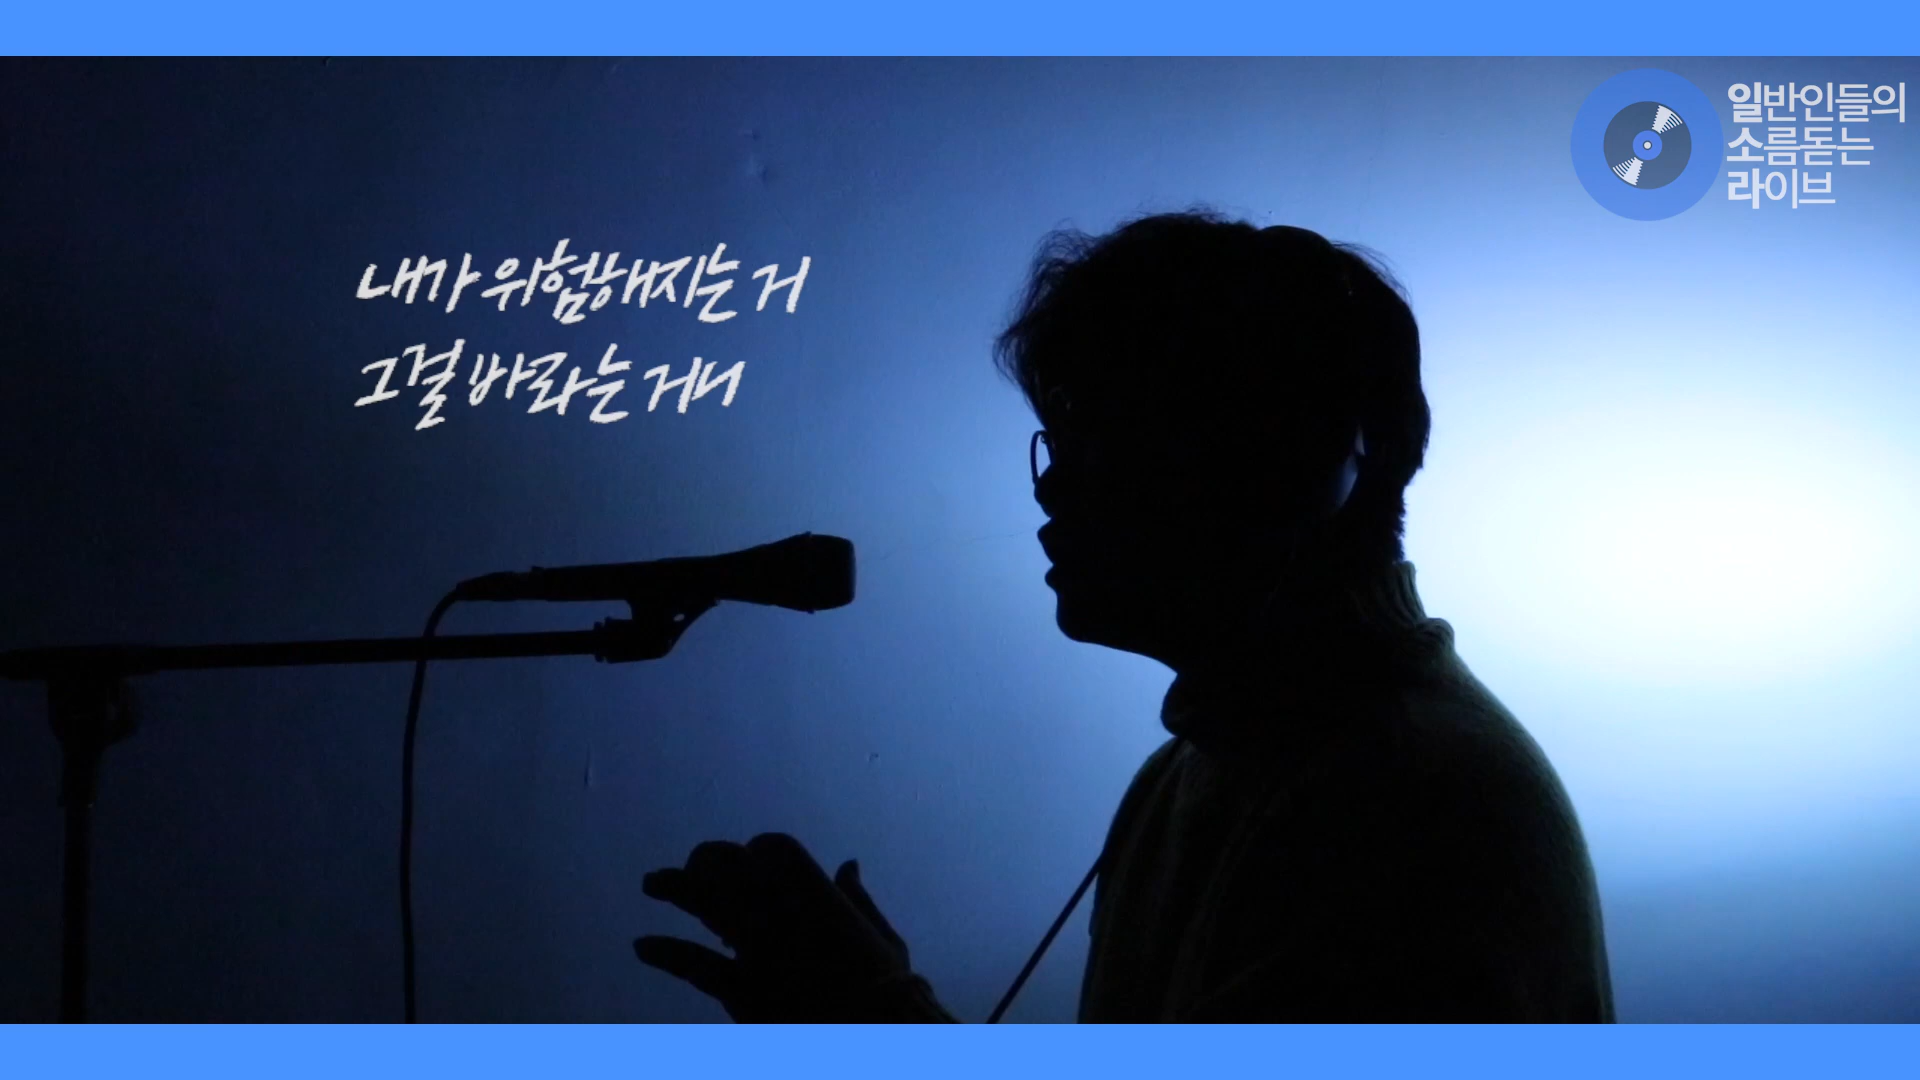 내가 위험해지는 거
그걸 바라는 거니
일반인들의
소름돋는
라이브